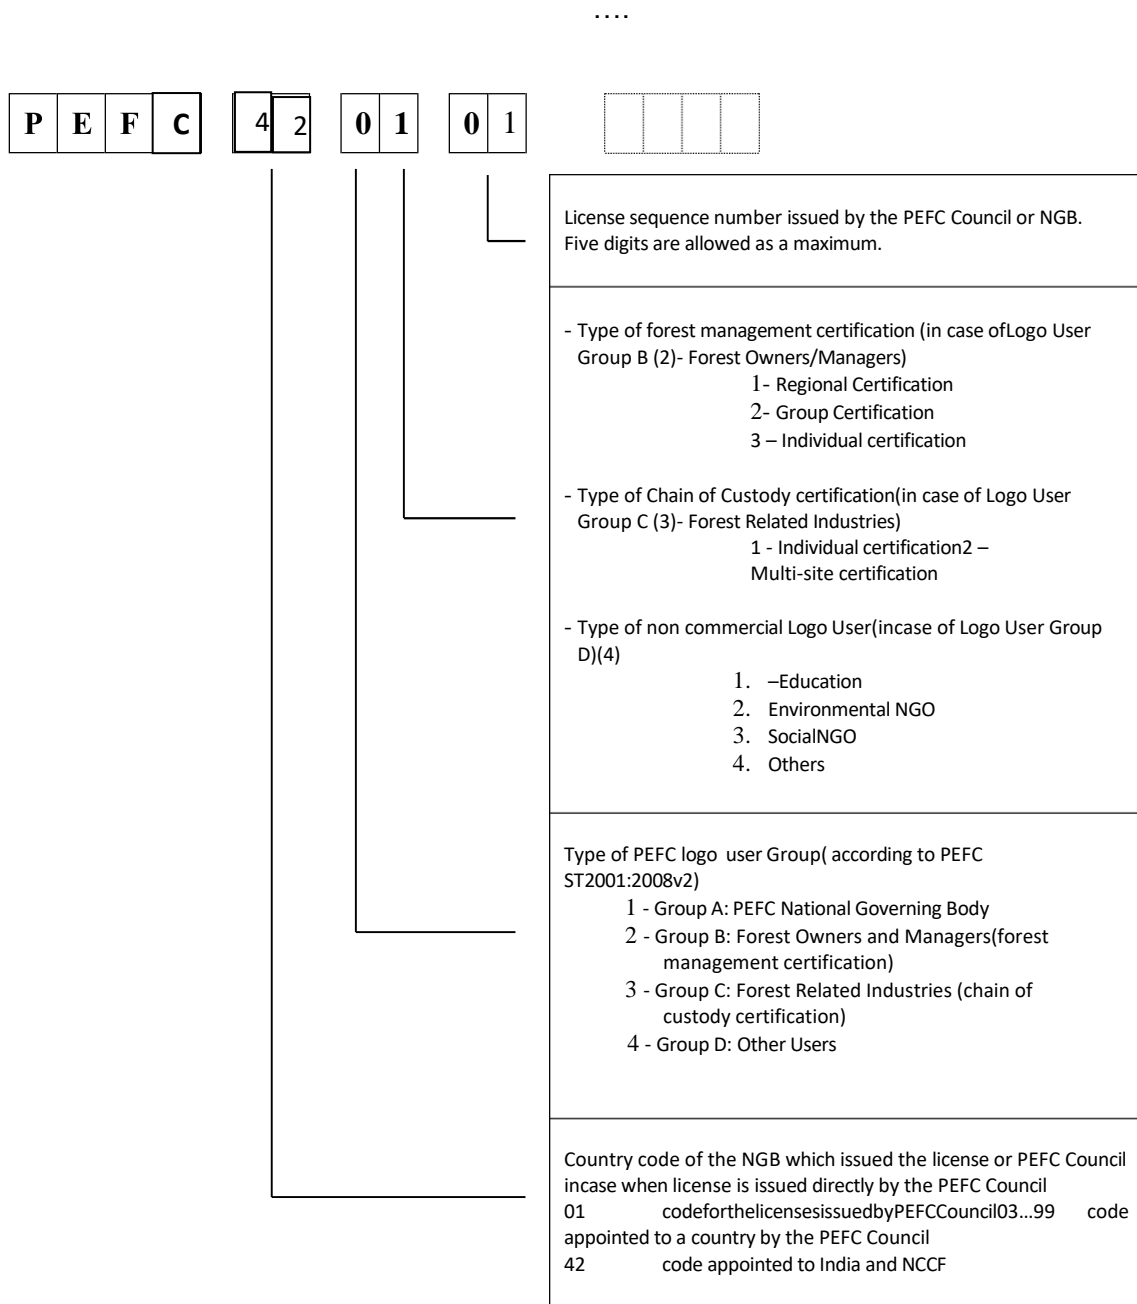 ....
P E F C 4 2 0 1 0 1
License sequence number issued by the PEFC Council or NGB.
Five digits are allowed as a maximum.
- Type of forest management certification (in case ofLogo User
Group B (2)- Forest Owners/Managers)
1- Regional Certification
2- Group Certification
3 – Individual certification
- Type of Chain of Custody certification(in case of Logo User
Group C (3)- Forest Related Industries)
1 - Individual certification2 –
Multi-site certification
- Type of non commercial Logo User(incase of Logo User Group
D)(4)
1. –Education
2. Environmental NGO
3. SocialNGO
4. Others
Type of PEFC logo user Group( according to PEFC
ST2001:2008v2)
1 - Group A: PEFC National Governing Body
2 - Group B: Forest Owners and Managers(forest
management certification)
3 - Group C: Forest Related Industries (chain of
custody certification)
4 - Group D: Other Users
Country code of the NGB which issued the license or PEFC Council
incase when license is issued directly by the PEFC Council
01 codeforthelicensesissuedbyPEFCCouncil03...99 code
appointed to a country by the PEFC Council
42 code appointed to India and NCCF